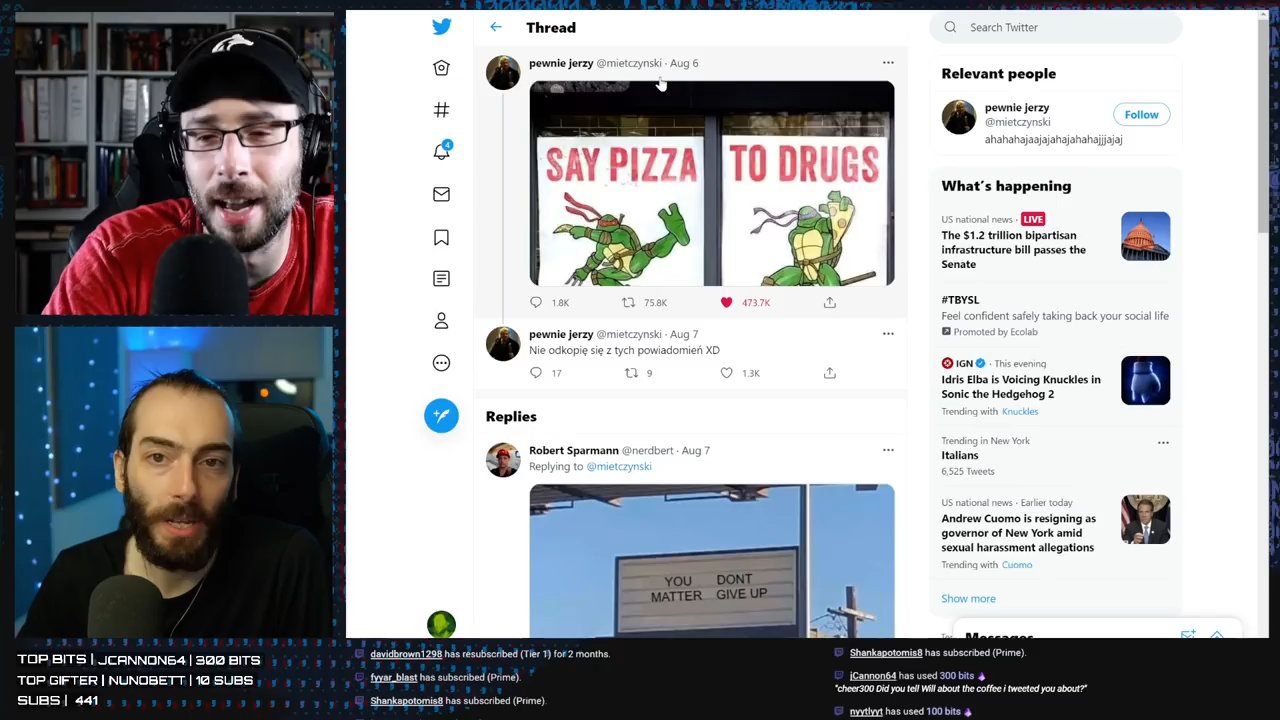 Thread
pewnie jerzy @mietczynski · Aug 6
SAY PIZZA TO DRUGS
1.8K 75.8K 473.7K
pewnie jerzy @mietczynski · Aug 7
Nie odkopię się z tych powiadomień XD
17 9 1.3K
Replies
Robert Sparmann @nerdbert · Aug 7
Replying to @mietczynski
YOU DONT
MATTER GIVE UP
4
Search Twitter
Relevant people
pewnie jerzy
@mietczynski
Follow
ahahahajaajajahajahahajjjajaj
What's happening
US national news · LIVE
The $1.2 trillion bipartisan
infrastructure bill passes the
Senate
#TBYSL
Feel confident safely taking back your social life
Promoted by Ecolab
IGN · This evening
Idris Elba is Voicing Knuckles in
Sonic the Hedgehog 2
Trending with Knuckles
Trending in New York
Italians
6,525 Tweets
US national news · Earlier today
Andrew Cuomo is resigning as
governor of New York amid
sexual harassment allegations
Trending with Cuomo
Show more
Messages
TOP BITS | JCANNON64 | 300 BITS
TOP GIFTER | NUNOBETT | 10 SUBS
SUBS | 441
davidbrown1298 has resubscribed (Tier 1) for 2 months.
fyyar_blast has subscribed (Prime).
Shankapotomis8 has subscribed (Prime).
Shankapotomis8 has subscribed (Prime).
jCannon64 has used 300 bits
"cheer300 Did you tell Will about the coffee i tweeted you about?"
nyytlyyt has used 100 bits